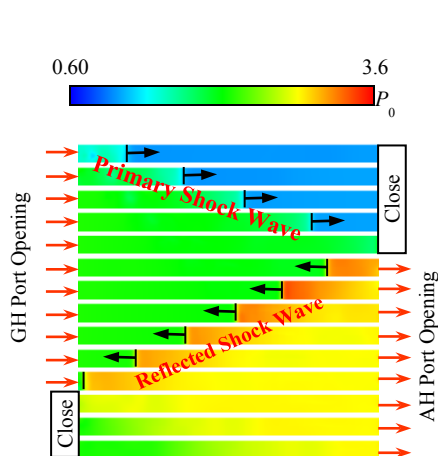 0.60 3.6
P0
Primary Shock Wave
Close
GH Port Opening
Reflected Shock Wave
AH Port Opening
Close